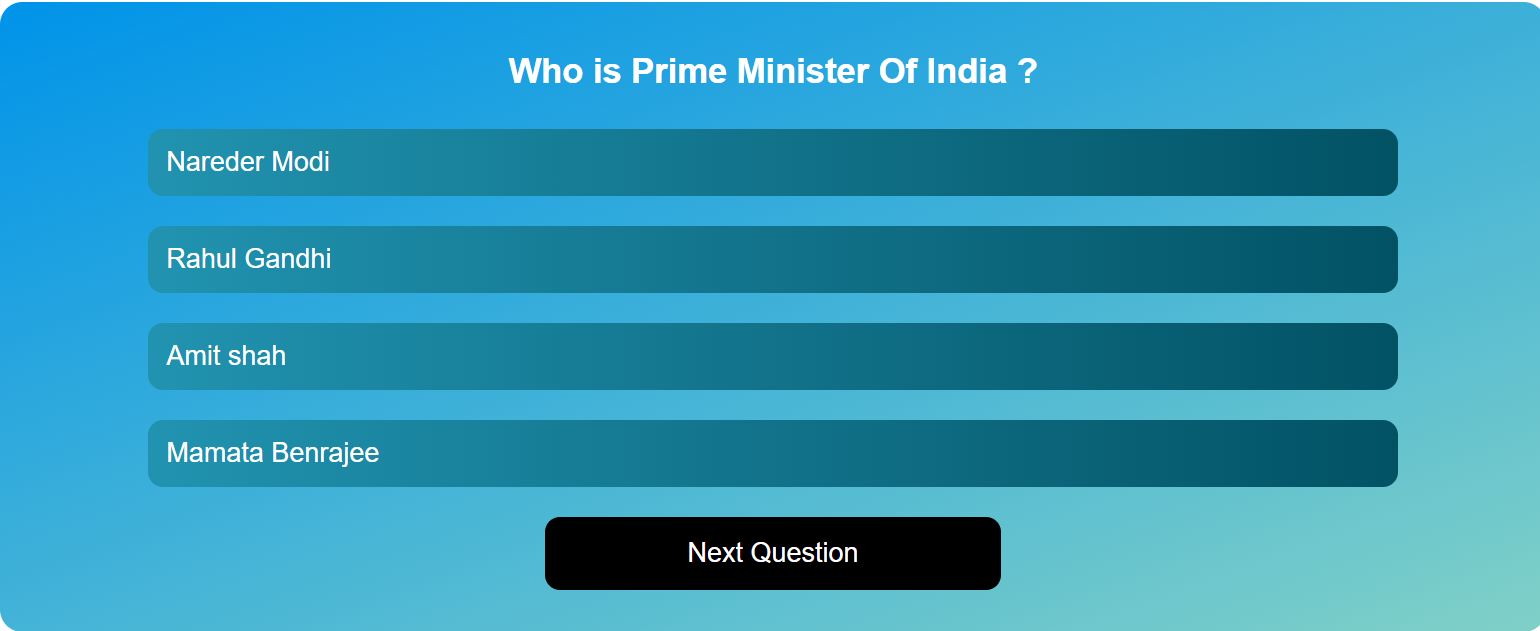 Who is Prime Minister Of India ?
Nareder Modi
Rahul Gandhi
Amit shah
Mamata Benrajee
Next Question